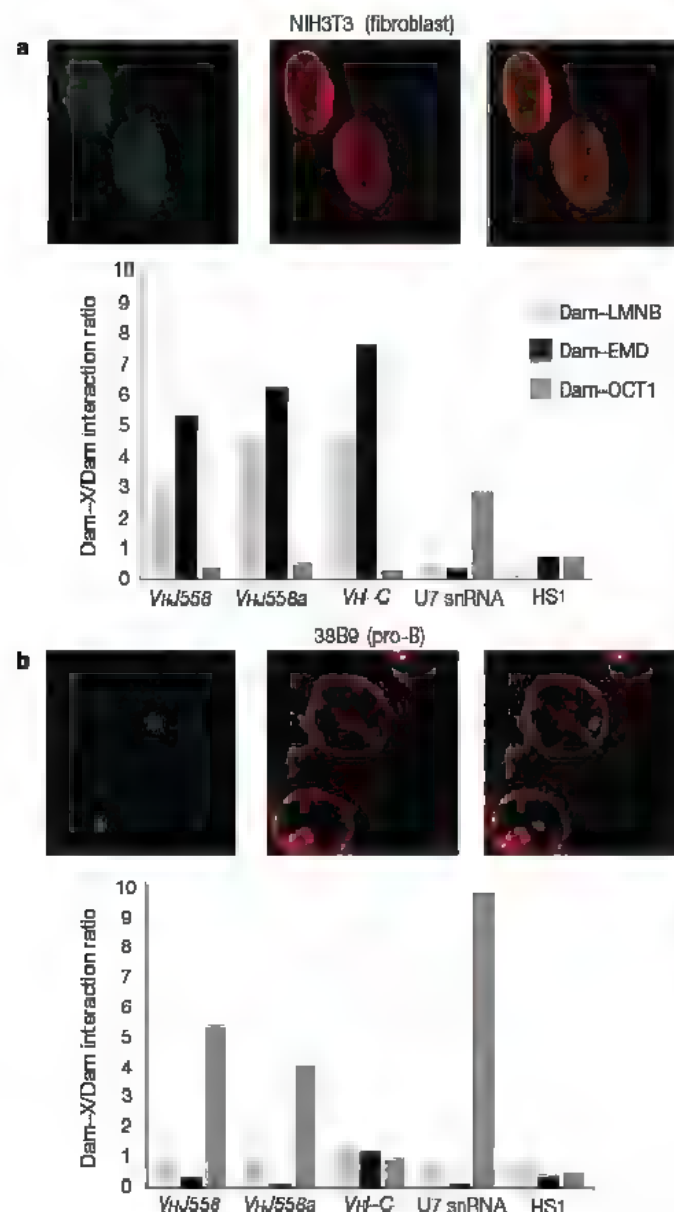 NIH3T3 (fibroblast)
a
10
9
8
7
6
5
4
3
2
1
0
Dam–X/Dam interaction ratio
Dam–LMNB
Dam–EMD
Dam–OCT1
VHJ558 VHJ558a VH–C U7 snRNA HS1
38B9 (pro-B)
b
10
9
8
7
6
5
4
3
2
1
0
Dam–X/Dam interaction ratio
VHJ558 VHJ558a VH–C U7 snRNA HS1